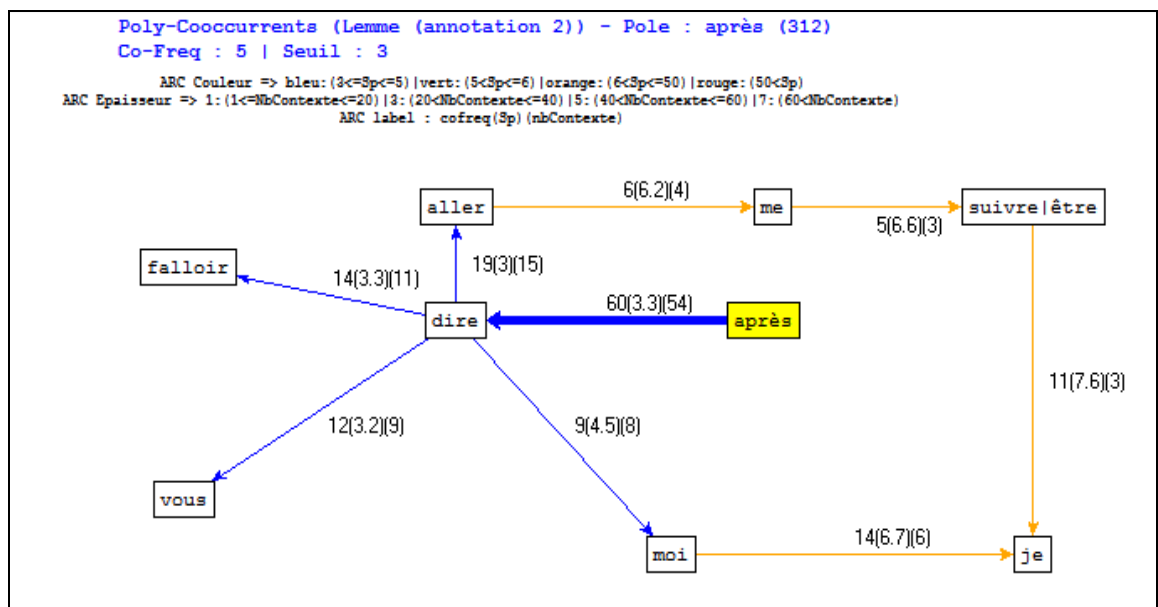 Poly-Cooccurrents (Lemme (annotation 2)) - Pole : après (312)
Co-Freq : 5 | Seuil : 3
ARC Couleur => bleu:(3<=Sp<=5)|vert:(5<Sp<=6)|orange:(6<Sp<=50)|rouge:(50<Sp)
ARC Epaisseur => 1:(1<=NbContexte<=20)|3:(20<NbContexte<=40)|5:(40<NbContexte<=60)|7:(60<NbContexte)
ARC label : cofreq(Sp)(nbContexte)
aller
6(6.2)(4)
me
5(6.6)(3)
suivre|être
falloir
14(3.3)(11)
19(3)(15)
dire
60(3.3)(54)
après
11(7.6)(3)
12(3.2)(9)
9(4.5)(8)
vous
moi
14(6.7)(6)
je